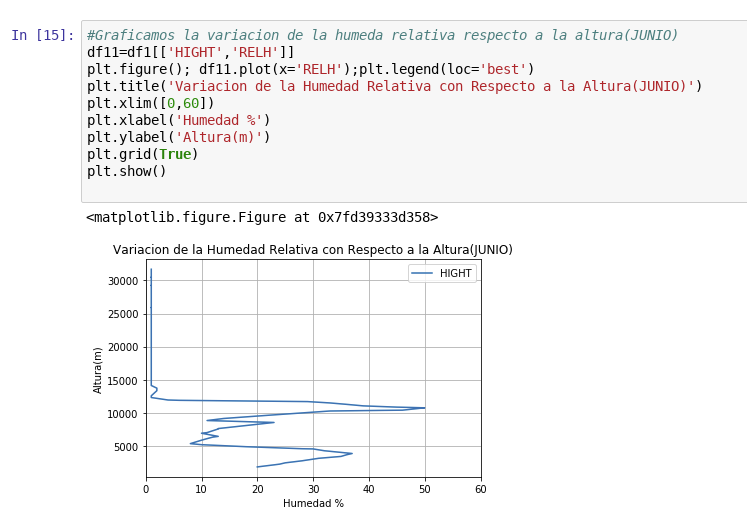 In [15]: #Graficamos la variacion de la humeda relativa respecto a la altura(JUNIO)
df11=df1[['HIGHT','RELH']]
plt.figure(); df11.plot(x='RELH');plt.legend(loc='best')
plt.title('Variacion de la Humedad Relativa con Respecto a la Altura(JUNIO)')
plt.xlim([0,60])
plt.xlabel('Humedad %')
plt.ylabel('Altura(m)')
plt.grid(True)
plt.show()
<matplotlib.figure.Figure at 0x7fd39333d358>
Variacion de la Humedad Relativa con Respecto a la Altura(JUNIO)
HIGHT
30000
25000
20000
15000
10000
5000
Altura(m)
0 10 20 30 40 50 60
Humedad %